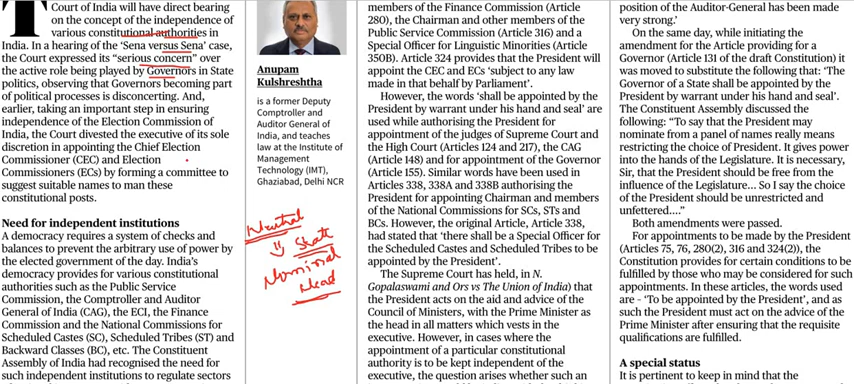 T
Court of India will have direct bearing
on the concept of the independence of
various constitutional authorities in
India. In a hearing of the 'Sena versus Sena' case,
the Court expressed its "serious concern" over
the active role being played by Governors in State
politics, observing that Governors becoming part
of political processes is disconcerting. And,
earlier, taking an important step in ensuring
independence of the Election Commission of
India, the Court divested the executive of its sole
discretion in appointing the Chief Election
Commissioner (CEC) and Election
Commissioners (ECs) by forming a committee to
suggest suitable names to man these
constitutional posts.
Need for independent institutions
A democracy requires a system of checks and
balances to prevent the arbitrary use of power by
the elected government of the day. India's
democracy provides for various constitutional
authorities such as the Public Service
Commission, the Comptroller and Auditor
General of India (CAG), the ECI, the Finance
Commission and the National Commissions for
Scheduled Castes (SC), Scheduled Tribes (ST) and
Backward Classes (BC), etc. The Constituent
Assembly of India had recognised the need for
such independent institutions to regulate sectors
Anupam
Kulshreshtha
is a former Deputy
Comptroller and
Auditor General of
India, and teaches
law at the Institute of
Management
Technology (IMT),
Ghaziabad, Delhi NCR
Neutral
State
Nominal
Head
members of the Finance Commission (Article
280), the Chairman and other members of the
Public Service Commission (Article 316) and a
Special Officer for Linguistic Minorities (Article
350B). Article 324 provides that the President will
appoint the CEC and ECs 'subject to any law
made in that behalf by Parliament'.
However, the words 'shall be appointed by the
President by warrant under his hand and seal' are
used while authorising the President for
appointment of the judges of Supreme Court and
the High Court (Articles 124 and 217), the CAG
(Article 148) and for appointment of the Governor
(Article 155). Similar words have been used in
Articles 338, 338A and 338B authorising the
President for appointing Chairman and members
of the National Commissions for SCs, STs and
BCs. However, the original Article, Article 338,
had stated that 'there shall be a Special Officer for
the Scheduled Castes and Scheduled Tribes to be
appointed by the President'.
The Supreme Court has held, in N.
Gopalaswami and Ors vs The Union of India) that
the President acts on the aid and advice of the
Council of Ministers, with the Prime Minister as
the head in all matters which vests in the
executive. However, in cases where the
appointment of a particular constitutional
authority is to be kept independent of the
executive, the question arises whether such an
position of the Auditor-General has been made
very strong.'
On the same day, while initiating the
amendment for the Article providing for a
Governor (Article 131 of the draft Constitution) it
was moved to substitute the following that: 'The
Governor of a State shall be appointed by the
President by warrant under his hand and seal'.
The Constituent Assembly discussed the
following: "To say that the President may
nominate from a panel of names really means
restricting the choice of President. It gives power
into the hands of the Legislature. It is necessary,
Sir, that the President should be free from the
influence of the Legislature... So I say the choice
of the President should be unrestricted and
unfettered...."
Both amendments were passed.
For appointments to be made by the President
(Articles 75, 76, 280(2), 316 and 324(2)), the
Constitution provides for certain conditions to be
fulfilled by those who may be considered for such
appointments. In these articles, the words used
are - 'To be appointed by the President', and as
such the President must act on the advice of the
Prime Minister after ensuring that the requisite
qualifications are fulfilled.
A special status
It is pertinent to keep in mind that the